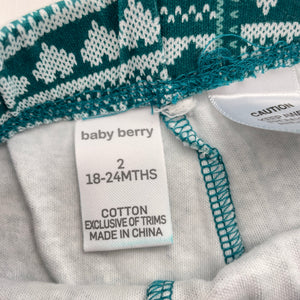 baby berry
2
18-24MTHS
COTTON
EXCLUSIVE OF TRIMS
MADE IN CHINA
CAUTION